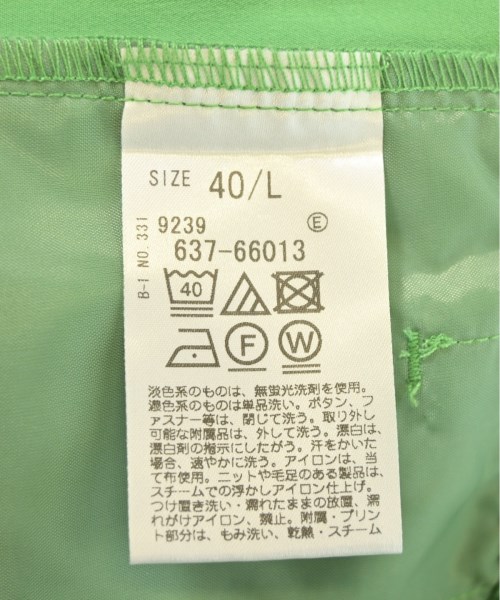 SIZE 40/L
B-1 NO.331
9239 E
637-66013
40
F W
淡色系のものは、無蛍光洗剤を使用。
濃色系のものは単品洗い。ボタン、フ
ァスナー等は、閉じて洗う。取り外し
可能な附属品は、外して洗う。漂白は、
漂白剤の指示にしたがう。汗をかいた
場合、速やかに洗う。アイロンは、当
て布使用。ニットや毛足のある製品は、
スチームでの浮かしアイロン仕上げ。
つけ置き洗い・濡れたままの放置、濡
れがけアイロン、禁止。附属・プリン
ト部分は、もみ洗い、乾熱・スチーム